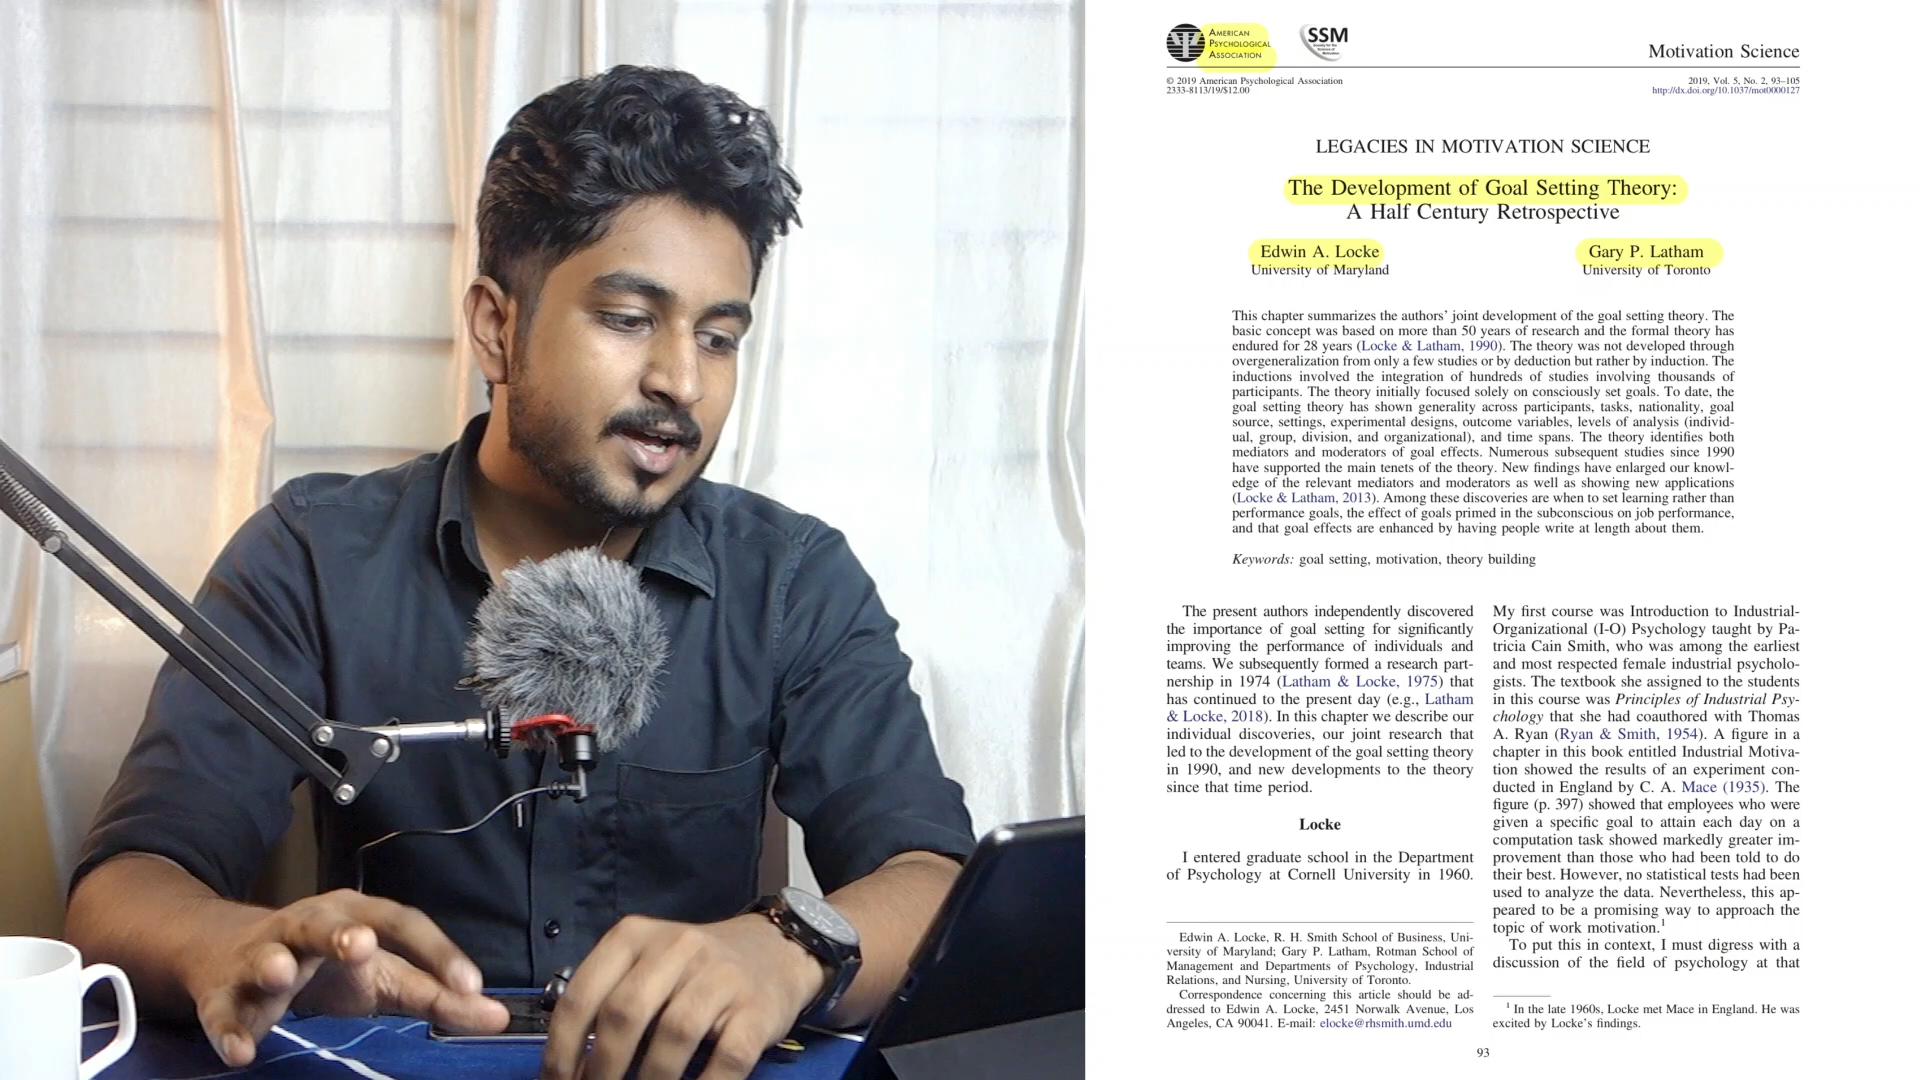 AMERICAN
PSYCHOLOGICAL
ASSOCIATION
SSM
Motivation Science
© 2019 American Psychological Association
2333-8113/19/$12.00
2019, Vol. 5, No. 2, 93–105
http://dx.doi.org/10.1037/mot0000127
LEGACIES IN MOTIVATION SCIENCE
The Development of Goal Setting Theory:
A Half Century Retrospective
Edwin A. Locke
University of Maryland
Gary P. Latham
University of Toronto
This chapter summarizes the authors’ joint development of the goal setting theory. The
basic concept was based on more than 50 years of research and the formal theory has
endured for 28 years (Locke & Latham, 1990). The theory was not developed through
overgeneralization from only a few studies or by deduction but rather by induction. The
inductions involved the integration of hundreds of studies involving thousands of
participants. The theory initially focused solely on consciously set goals. To date, the
goal setting theory has shown generality across participants, tasks, nationality, goal
source, settings, experimental designs, outcome variables, levels of analysis (individ-
ual, group, division, and organizational), and time spans. The theory identifies both
mediators and moderators of goal effects. Numerous subsequent studies since 1990
have supported the main tenets of the theory. New findings have enlarged our knowl-
edge of the relevant mediators and moderators as well as showing new applications
(Locke & Latham, 2013). Among these discoveries are when to set learning rather than
performance goals, the effect of goals primed in the subconscious on job performance,
and that goal effects are enhanced by having people write at length about them.
Keywords: goal setting, motivation, theory building
The present authors independently discovered
the importance of goal setting for significantly
improving the performance of individuals and
teams. We subsequently formed a research part-
nership in 1974 (Latham & Locke, 1975) that
has continued to the present day (e.g., Latham
& Locke, 2018). In this chapter we describe our
individual discoveries, our joint research that
led to the development of the goal setting theory
in 1990, and new developments to the theory
since that time period.
Locke
I entered graduate school in the Department
of Psychology at Cornell University in 1960.
Edwin A. Locke, R. H. Smith School of Business, Uni-
versity of Maryland; Gary P. Latham, Rotman School of
Management and Departments of Psychology, Industrial
Relations, and Nursing, University of Toronto.
Correspondence concerning this article should be ad-
dressed to Edwin A. Locke, 2451 Norwalk Avenue, Los
Angeles, CA 90041. E-mail: elocke@rhsmith.umd.edu
My first course was Introduction to Industrial-
Organizational (I-O) Psychology taught by Pa-
tricia Cain Smith, who was among the earliest
and most respected female industrial psycholo-
gists. The textbook she assigned to the students
in this course was Principles of Industrial Psy-
chology that she had coauthored with Thomas
A. Ryan (Ryan & Smith, 1954). A figure in a
chapter in this book entitled Industrial Motiva-
tion showed the results of an experiment con-
ducted in England by C. A. Mace (1935). The
figure (p. 397) showed that employees who were
given a specific goal to attain each day on a
computation task showed markedly greater im-
provement than those who had been told to do
their best. However, no statistical tests had been
used to analyze the data. Nevertheless, this ap-
peared to be a promising way to approach the
topic of work motivation.1
To put this in context, I must digress with a
discussion of the field of psychology at that
1 In the late 1960s, Locke met Mace in England. He was
excited by Locke’s findings.
93